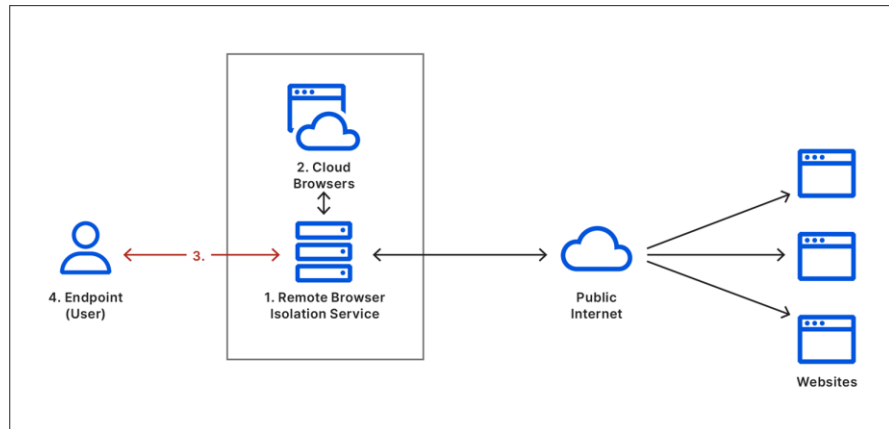 2. Cloud
Browsers
3.
4. Endpoint
(User)
1. Remote Browser
Isolation Service
Public
Internet
Websites